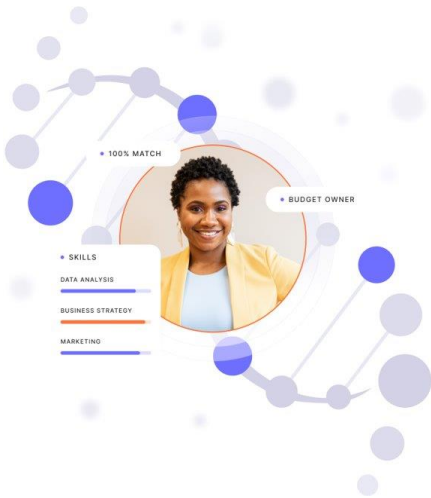 100% MATCH
BUDGET OWNER
SKILLS
DATA ANALYSIS
BUSINESS STRATEGY
MARKETING